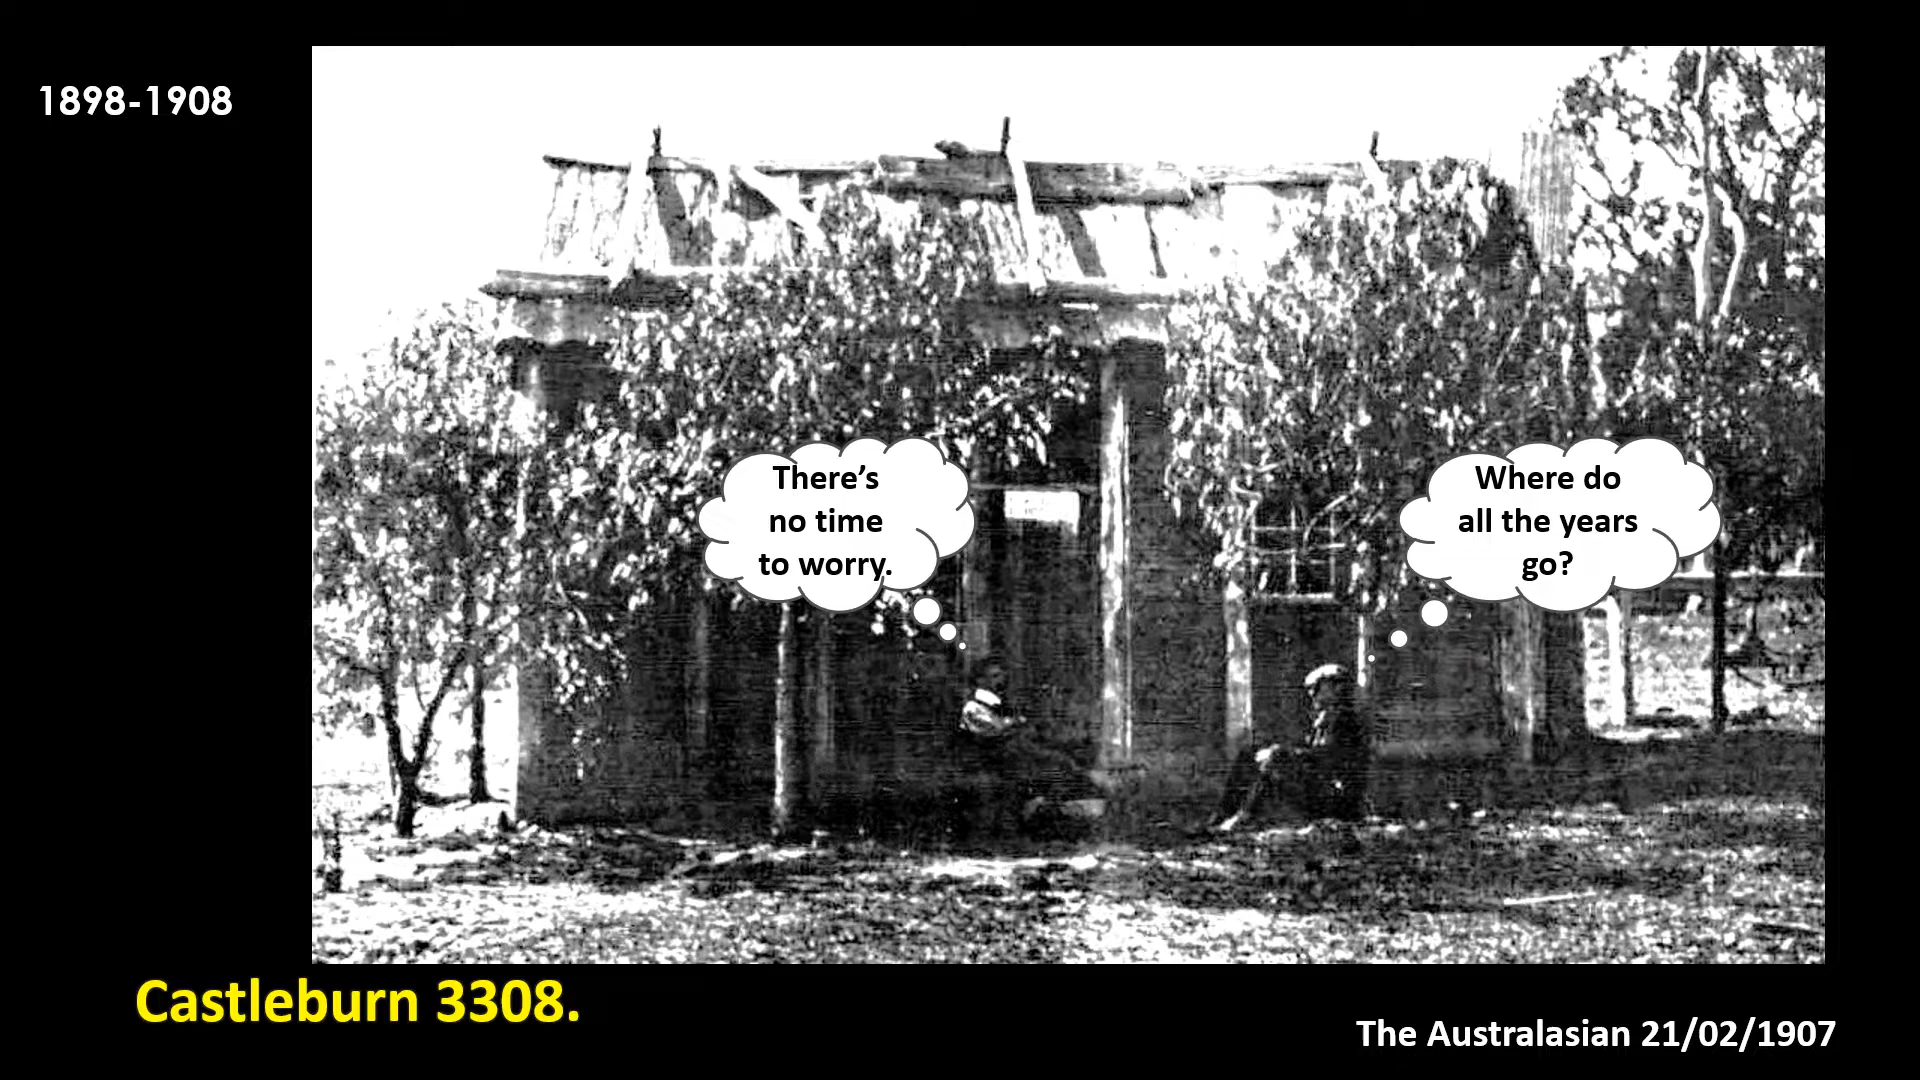 1898-1908
There’s
no time
to worry.
Where do
all the years
go?
Castleburn 3308.
The Australasian 21/02/1907